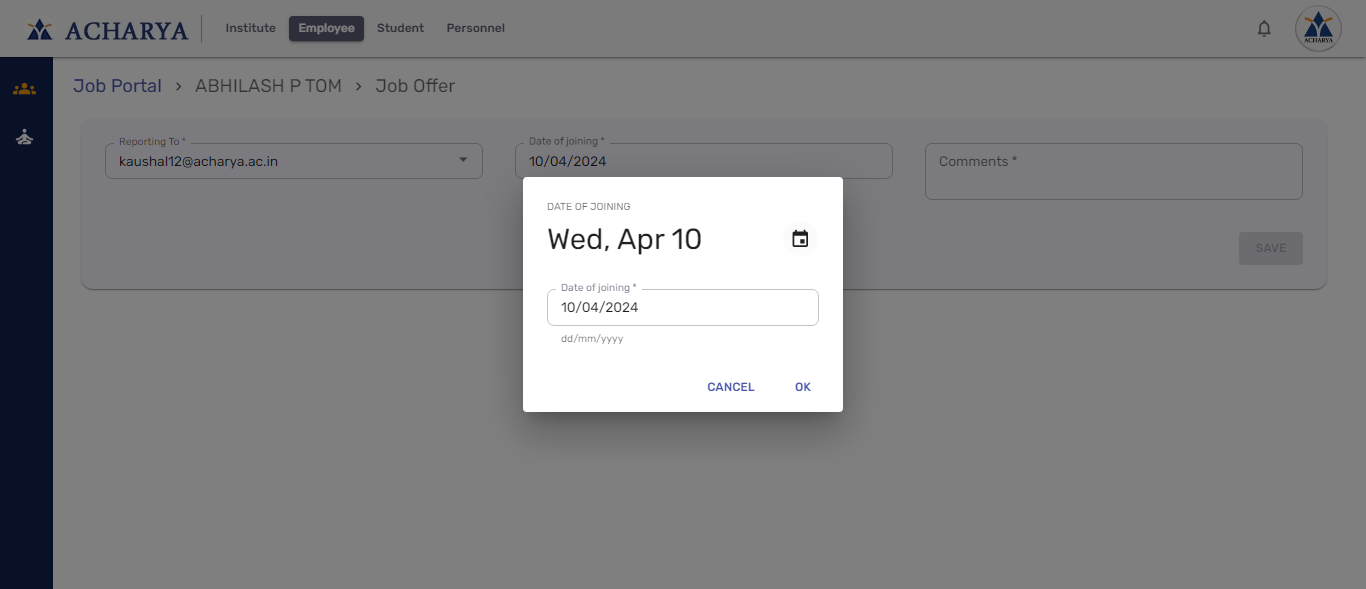 ACHARYA
Institute
Employee
Student
Personnel
ACHARYA
Job Portal › ABHILASH P TOM › Job Offer
Reporting To *
kaushal12@acharya.ac.in
Date of joining *
10/04/2024
Comments *
SAVE
DATE OF JOINING
Wed, Apr 10
Date of joining *
10/04/2024
dd/mm/yyyy
CANCEL
OK